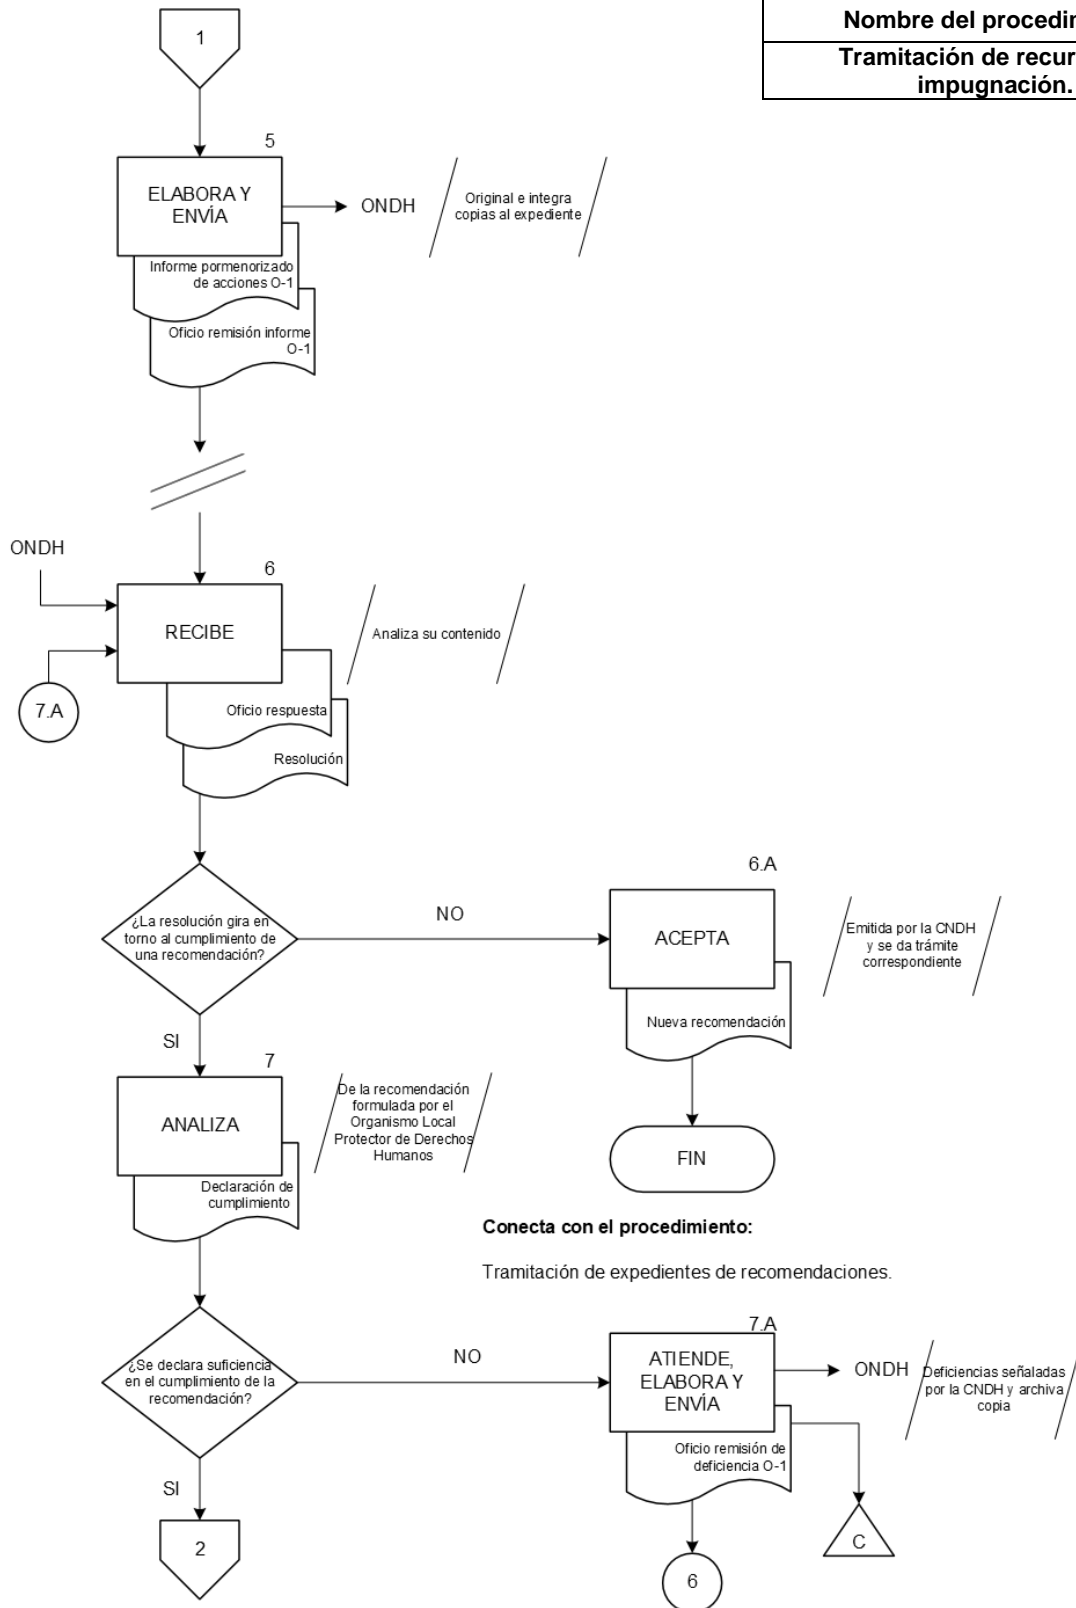 Nombre del
Tramitación de
impugnación.
1
5
ELABORA Y
ENVÍA
ONDH
Original e integra
copias al expediente
Informe pormenorizado
de acciones O-1
Oficio remisión informe
O-1
ONDH
6
RECIBE
Analiza su contenido
7.A
Oficio respuesta
Resolución
¿La resolución gira en
torno al cumplimiento de
una recomendación?
NO
6.A
ACEPTA
Emitida por la CNDH
y se da trámite
correspondiente
Nueva recomendación
FIN
SI
7
ANALIZA
De la recomendación
formulada por el
Organismo Local
Protector de Derechos
Humanos
Declaración de
cumplimiento
Conecta con el procedimiento:
Tramitación de expedientes de recomendaciones.
¿Se declara suficiencia
en el cumplimiento de la
recomendación?
NO
7.A
ATIENDE,
ELABORA Y
ENVÍA
ONDH
Deficiencias señaladas
por la CNDH y archiva
copia
Oficio remisión de
deficiencia O-1
C
6
SI
2